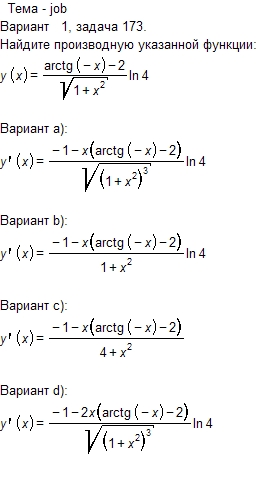 Тема - job
Вариант 1, задача 173.
Найдите производную указанной функции:
y (x) = (arctg (−x) − 2) / √(1 + x²) ln 4
Вариант a):
y' (x) = (−1 − x(arctg (−x) − 2)) / √((1 + x²)³) ln 4
Вариант b):
y' (x) = (−1 − x(arctg (−x) − 2)) / (1 + x²) ln 4
Вариант c):
y' (x) = (−1 − x(arctg (−x) − 2)) / (4 + x²)
Вариант d):
y' (x) = (−1 − 2x(arctg (−x) − 2)) / √((1 + x²)³) ln 4